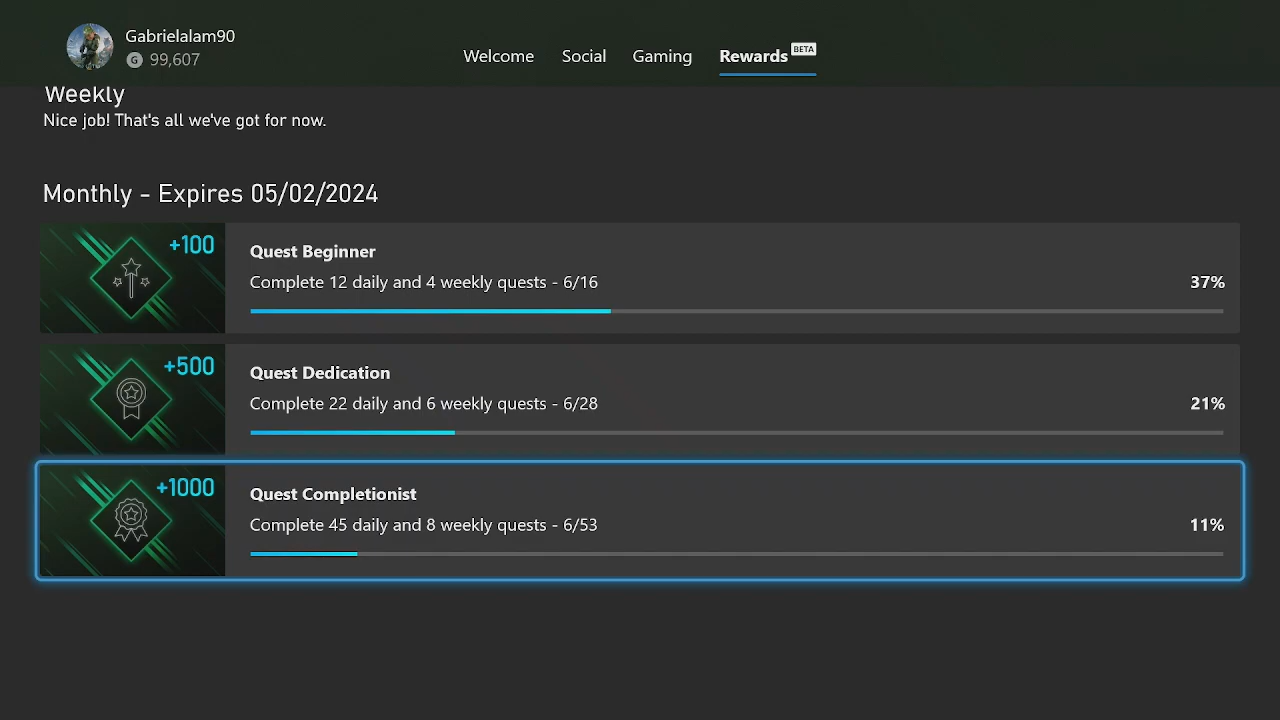 Gabrielalam90
G 99,607
Welcome Social Gaming Rewards BETA
Weekly
Nice job! That's all we've got for now.
Monthly - Expires 05/02/2024
+100
Quest Beginner
Complete 12 daily and 4 weekly quests - 6/16
37%
+500
Quest Dedication
Complete 22 daily and 6 weekly quests - 6/28
21%
+1000
Quest Completionist
Complete 45 daily and 8 weekly quests - 6/53
11%